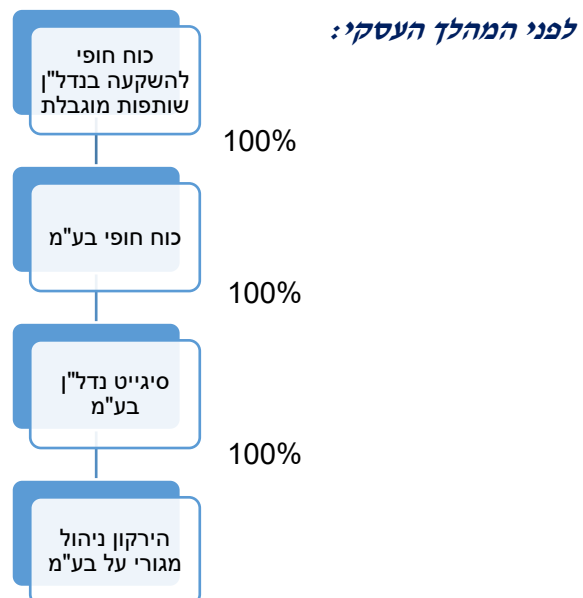 לפני המהלך העסקי:
כוח חופי
להשקעה בנדל"ן
שותפות מוגבלת
100%
כוח חופי בע"מ
100%
סיגייט נדל"ן
בע"מ
100%
הירקון ניהול
מגורי על בע"מ